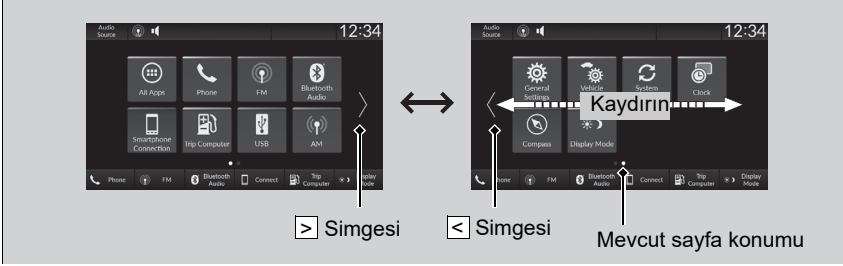 Audio
Source
12:34
All Apps
Phone
FM
Bluetooth
Audio
>
Smartphone
Connection
Trip Computer
USB
AM
Phone
FM
Bluetooth
Audio
Connect
Trip
Computer
Display
Mode
> Simgesi
Audio
Source
12:34
General
Settings
Vehicle
System
Clock
<
Kaydırın
Compass
Display Mode
Phone
FM
Bluetooth
Audio
Connect
Trip
Computer
Display
Mode
< Simgesi
Mevcut sayfa konumu